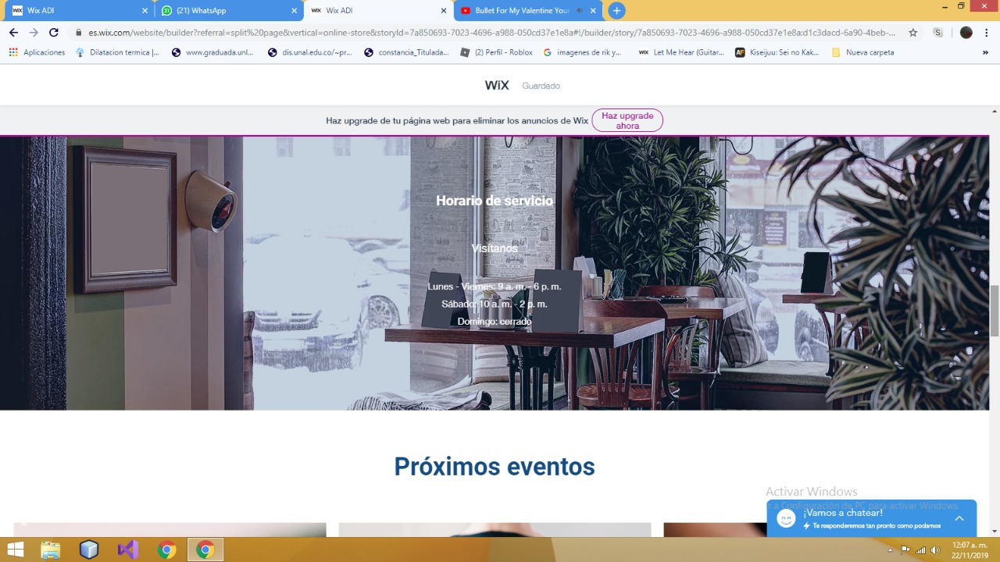 Wix ADI
(21) WhatsApp
Wix ADI
Bullet For My Valentine Your
es.wix.com/website/builder?referral=split%20page&vertical=online-store&storyId=7a850693-7023-4696-a988-050cd37e1e8a#!/builder/story/7a850693-7023-4696-a988-050cd37e1e8a:d1c3dacd-6a90-4beb-...
Aplicaciones
Dilatacion termica |...
www.graduada.unl...
dis.unal.edu.co/~pr...
constancia_Titulada...
(2) Perfil - Roblox
imagenes de rik y...
Let Me Hear (Guitar...
Kiseijuu: Sei no Kak...
Nueva carpeta
WiX Guardado
Haz upgrade de tu página web para eliminar los anuncios de Wix
Haz upgrade
ahora
Horario de servicio
Visítanos
Lunes - Viernes: 9 a. m. - 6 p. m.
Sábado: 10 a. m. - 2 p. m.
Domingo: cerrado
Próximos eventos
Activar Windows
Ir a Configuración de PC para activar Windows.
¡Vamos a chatear!
Te responderemos tan pronto como podamos
12:07 a. m.
22/11/2019